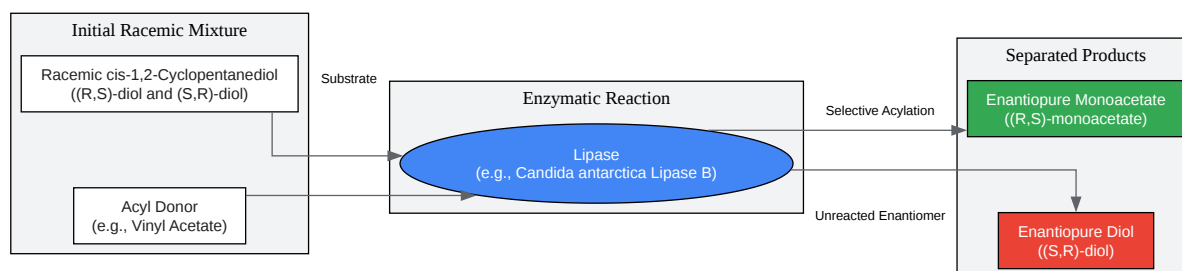 Initial Racemic Mixture
Racemic cis-1,2-Cyclopentanediol
((R,S)-diol and (S,R)-diol)
Acyl Donor
(e.g., Vinyl Acetate)
Substrate
Enzymatic Reaction
Lipase
(e.g., Candida antarctica Lipase B)
Selective Acylation
Unreacted Enantiomer
Separated Products
Enantiopure Monoacetate
((R,S)-monoacetate)
Enantiopure Diol
((S,R)-diol)